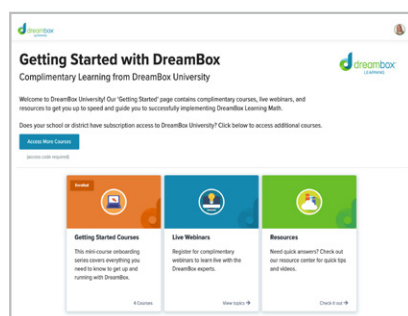 dreambox
Getting Started with DreamBox
dreambox
LEARNING
Complimentary Learning from DreamBox University
Welcome to DreamBox University! Our 'Getting Started' page contains complimentary courses, live webinars, and
resources to get you up to speed and guide you to successfully implementing DreamBox Learning Math.
Does your school or district have subscription access to DreamBox University? Click below to access additional courses.
Access More Courses
(access code required)
Enrolled
Getting Started Courses
This mini-course onboarding
series covers everything you
need to know to get up and
running with DreamBox.
4 Courses
Live Webinars
Register for complimentary
webinars to learn live with the
DreamBox experts.
View topics →
Resources
Need quick answers? Check out
our resource center for quick tips
and videos.
Check it out →